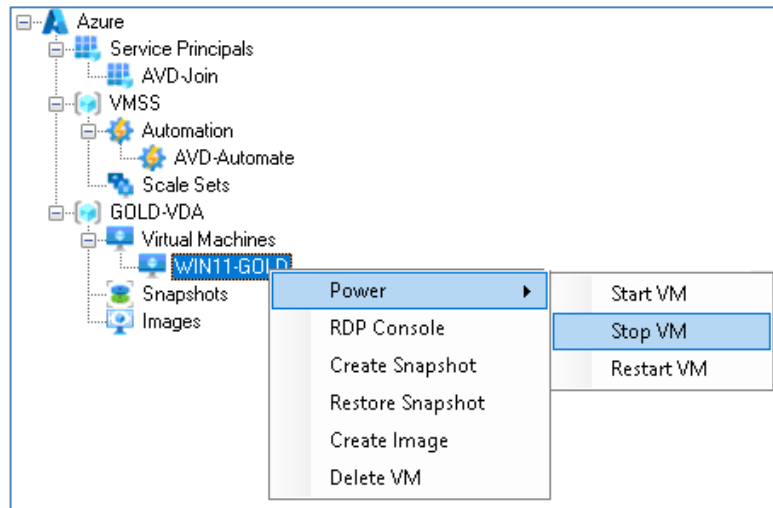 Azure
Service Principals
AVD-Join
VMSS
Automation
AVD-Automate
Scale Sets
GOLD-VDA
Virtual Machines
WIN11-GOLD
Snapshots
Images
Power
RDP Console
Create Snapshot
Restore Snapshot
Create Image
Delete VM
Start VM
Stop VM
Restart VM